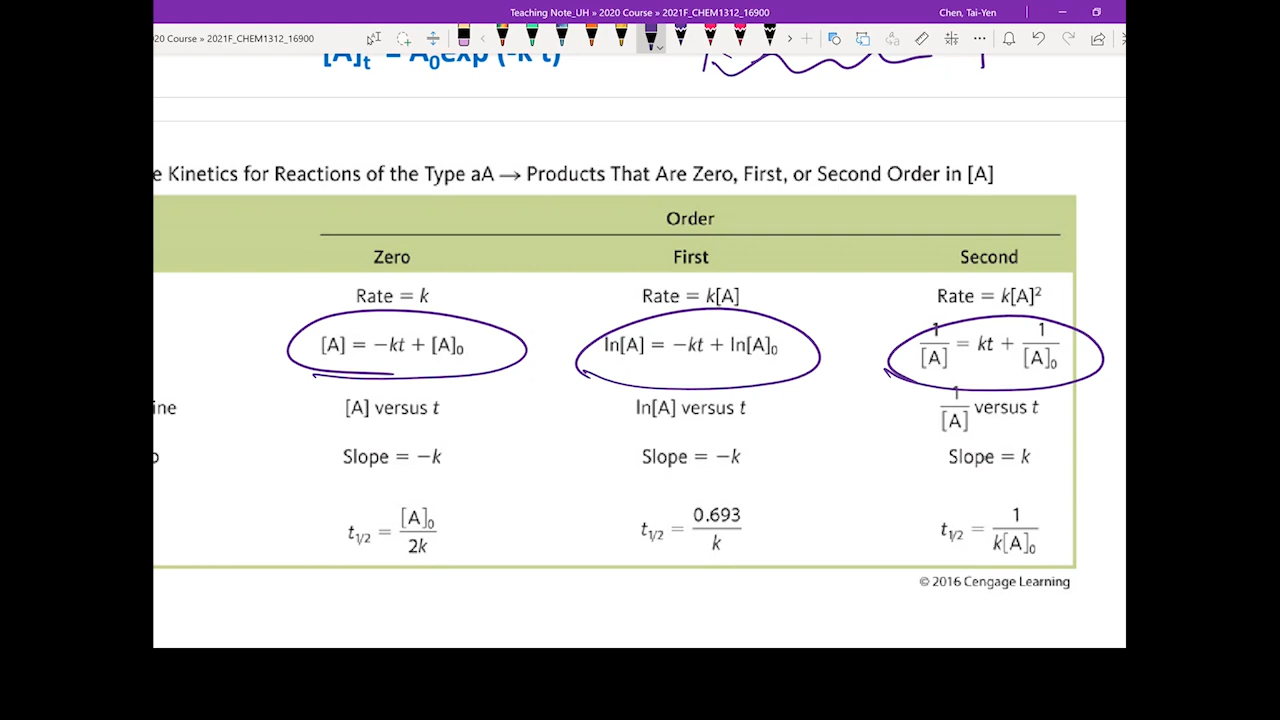 Teaching Note_UH » 2020 Course » 2021F_CHEM1312_16900
Chen, Tai-Yen
20 Course » 2021F_CHEM1312_16900
[A]t = A0exp (-k t)
e Kinetics for Reactions of the Type aA → Products That Are Zero, First, or Second Order in [A]
Order
Zero First Second
Rate = k Rate = k[A] Rate = k[A]²
[A] = −kt + [A]₀ ln[A] = −kt + ln[A]₀ 1/[A] = kt + 1/[A]₀
ine [A] versus t ln[A] versus t 1/[A] versus t
Slope = −k Slope = −k Slope = k
t1/2 = [A]₀/2k t1/2 = 0.693/k t1/2 = 1/k[A]₀
© 2016 Cengage Learning